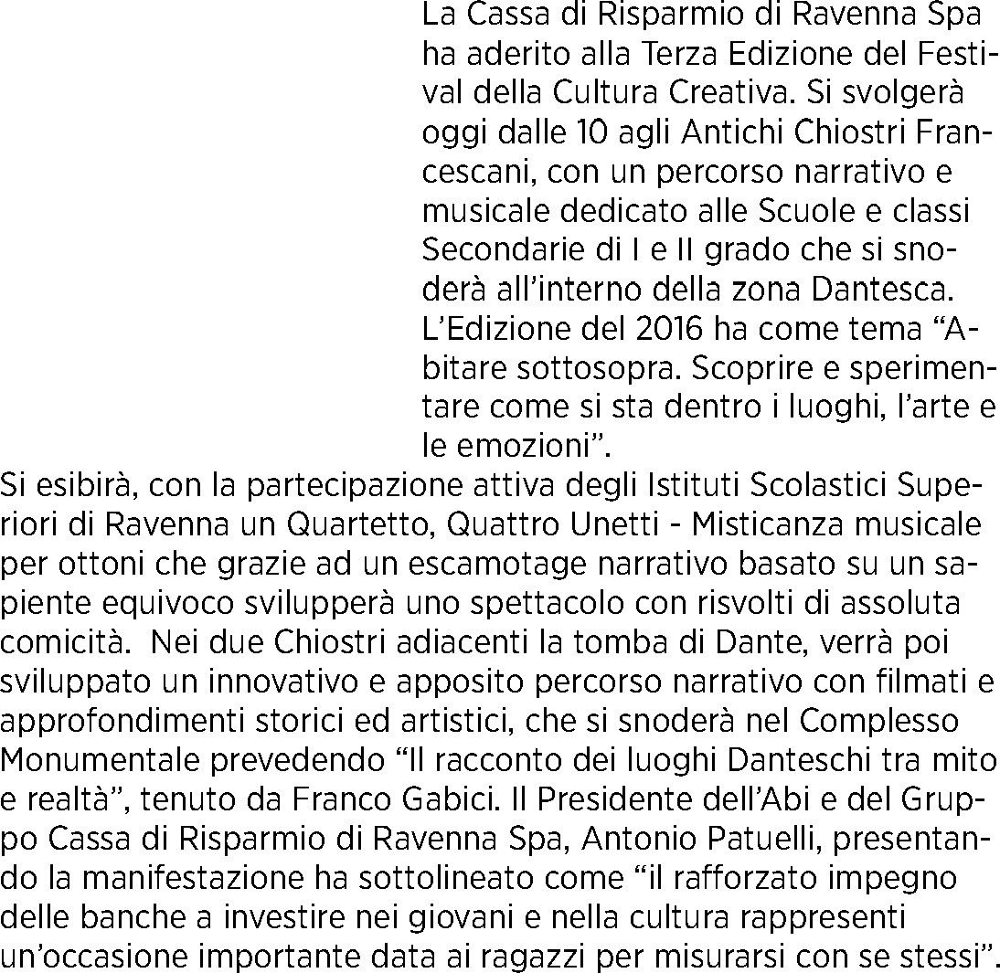 La Cassa di Risparmio di Ravenna Spa
ha aderito alla Terza Edizione del Festi-
val della Cultura Creativa. Si svolgerà
oggi dalle 10 agli Antichi Chiostri Fran-
cescani, con un percorso narrativo e
musicale dedicato alle Scuole e classi
Secondarie di I e II grado che si sno-
derà all’interno della zona Dantesca.
L’Edizione del 2016 ha come tema “A-
bitare sottosopra. Scoprire e sperimen-
tare come si sta dentro i luoghi, l’arte e
le emozioni”.
Si esibirà, con la partecipazione attiva degli Istituti Scolastici Supe-
riori di Ravenna un Quartetto, Quattro Unetti - Misticanza musicale
per ottoni che grazie ad un escamotage narrativo basato su un sa-
piente equivoco svilupperà uno spettacolo con risvolti di assoluta
comicità.  Nei due Chiostri adiacenti la tomba di Dante, verrà poi
sviluppato un innovativo e apposito percorso narrativo con filmati e
approfondimenti storici ed artistici, che si snoderà nel Complesso
Monumentale prevedendo “Il racconto dei luoghi Danteschi tra mito
e realtà”, tenuto da Franco Gabici. Il Presidente dell’Abi e del Grup-
po Cassa di Risparmio di Ravenna Spa, Antonio Patuelli, presentan-
do la manifestazione ha sottolineato come “il rafforzato impegno
delle banche a investire nei giovani e nella cultura rappresenti
un’occasione importante data ai ragazzi per misurarsi con se stessi”.